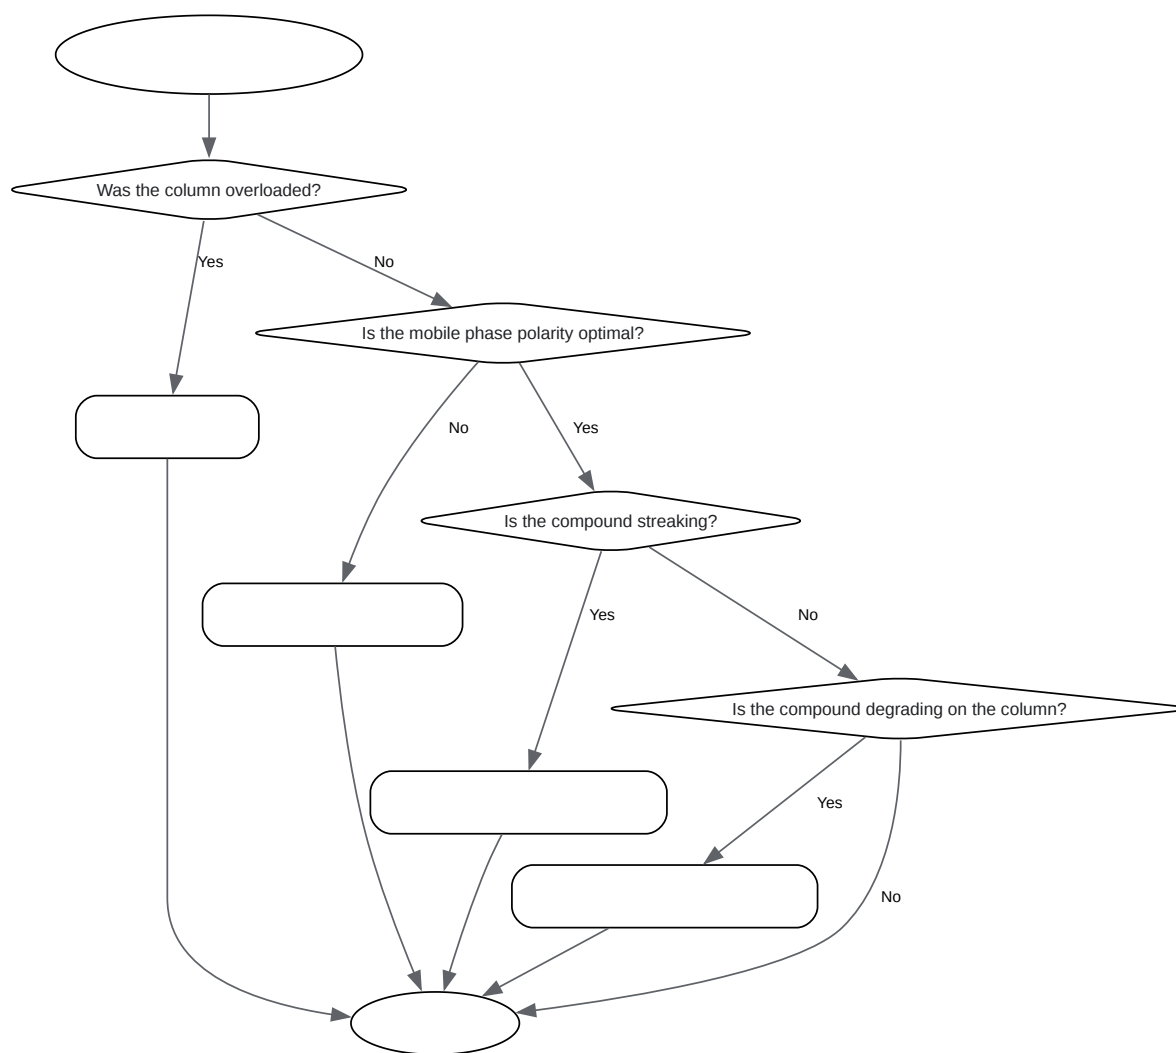 Was the column overloaded?
Yes
No
Is the mobile phase polarity optimal?
No
Yes
Is the compound streaking?
Yes
No
Is the compound degrading on the column?
Yes
No